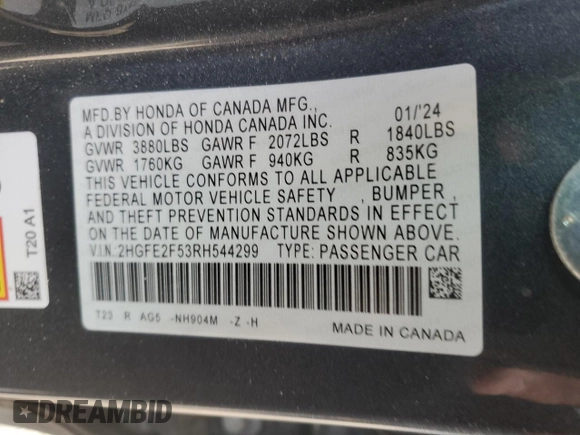 MFD.BY HONDA OF CANADA MFG., 01/'24
A DIVISION OF HONDA CANADA INC.
GVWR 3880LBS GAWR F 2072LBS R 1840LBS
GVWR 1760KG GAWR F 940KG R 835KG
THIS VEHICLE CONFORMS TO ALL APPLICABLE
FEDERAL MOTOR VEHICLE SAFETY , BUMPER ,
AND THEFT PREVENTION STANDARDS IN EFFECT
ON THE DATE OF MANUFACTURE SHOWN ABOVE.
V.I.N.:2HGFE2F53RH544299 TYPE: PASSENGER CAR
T23 R AG5 -NH904M -Z -H
MADE IN CANADA
T20 A1
DREAMBID